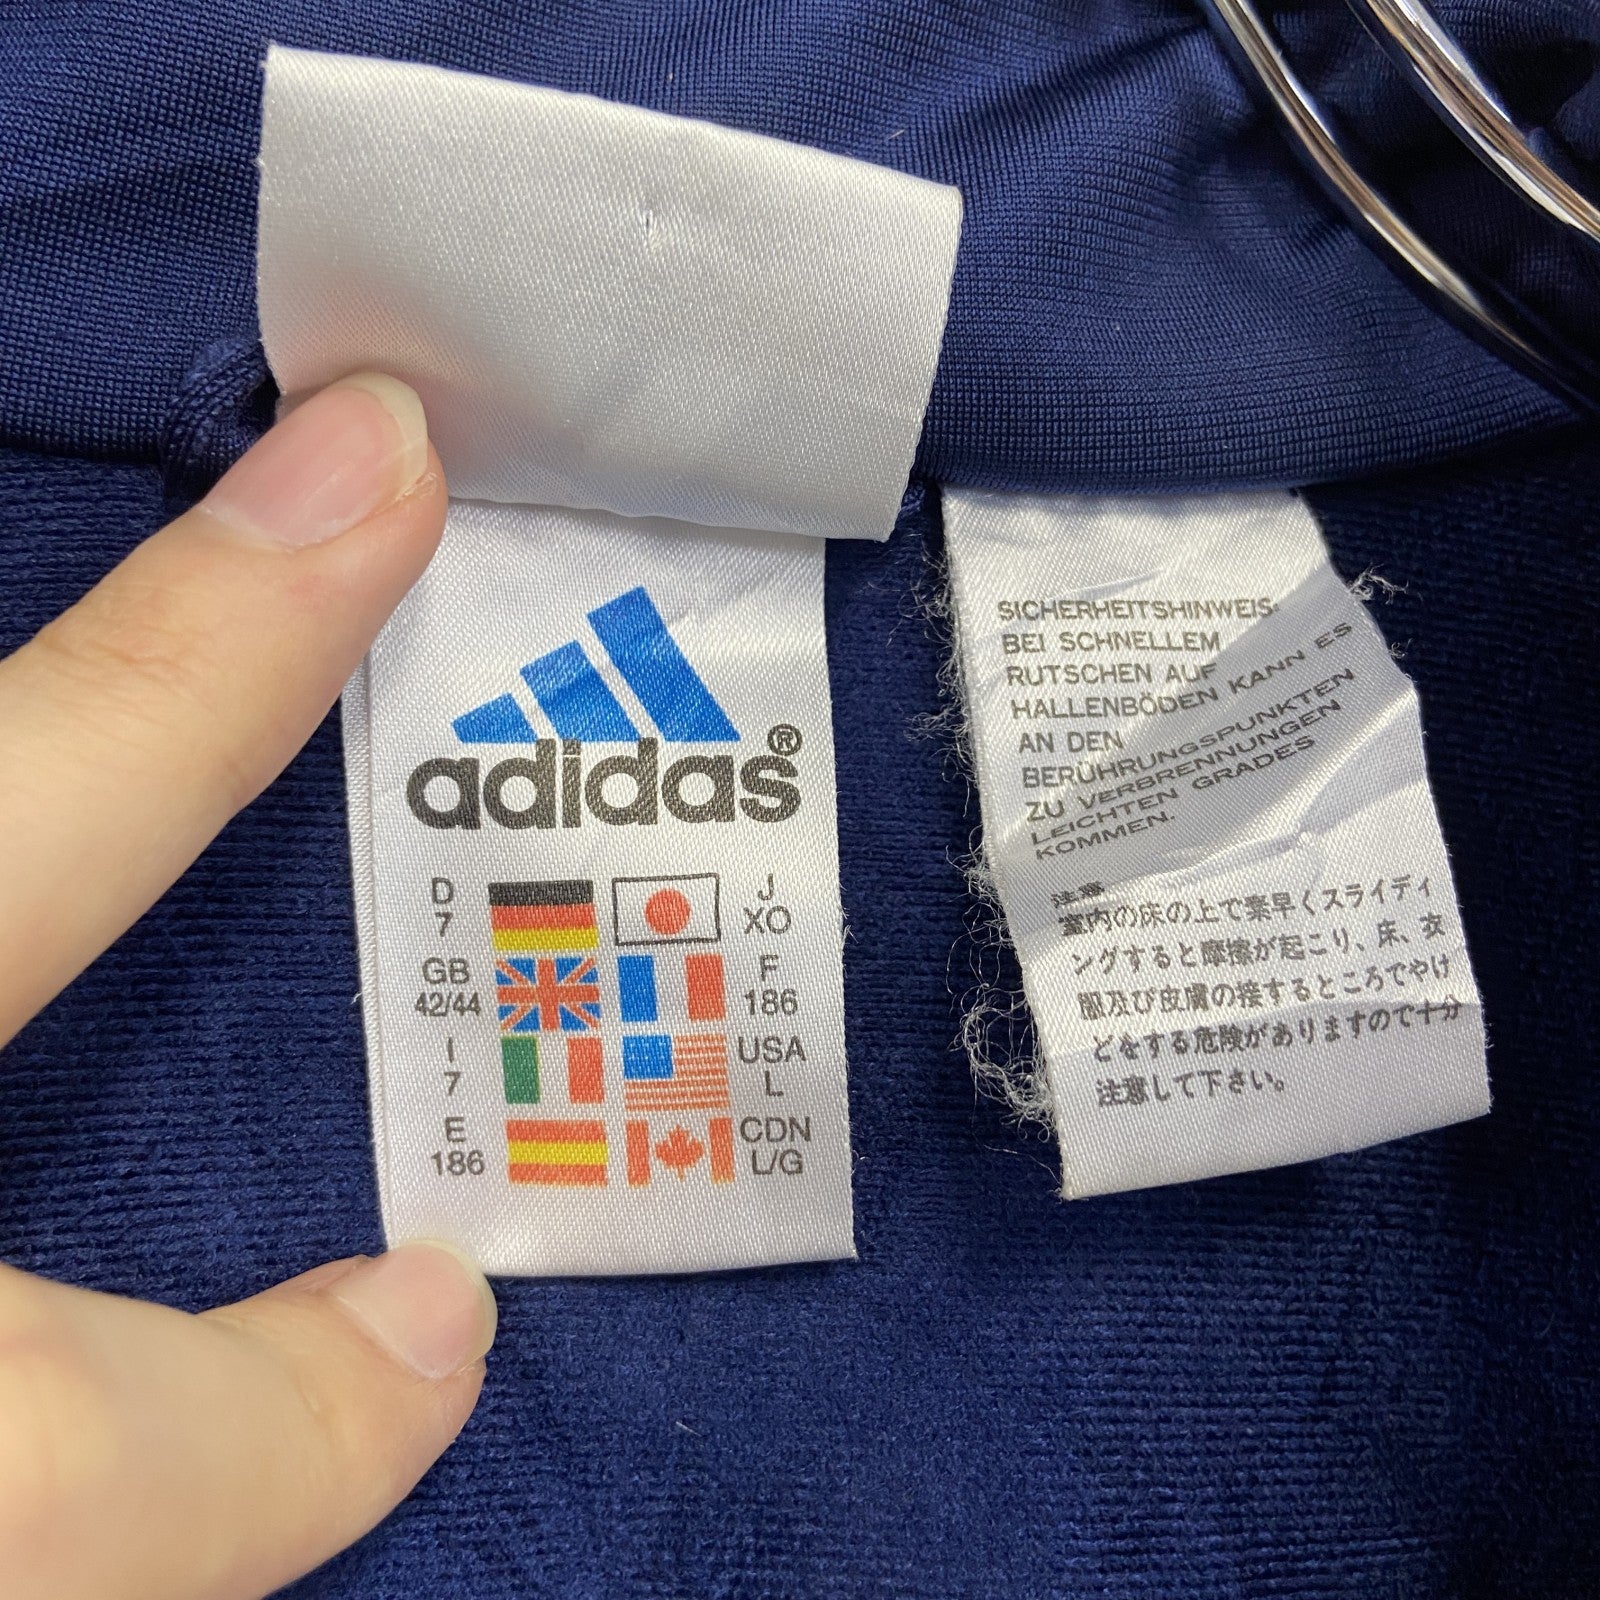 adidas®
D
7
J
XO
GB
42/44
F
186
I
7
USA
L
E
186
CDN
L/G
SICHERHEITSHINWEIS:
BEI SCHNELLEM
RUTSCHEN AUF
HALLENBÖDEN KANN ES
AN DEN
BERÜHRUNGSPUNKTEN
ZU VERBRENNUNGEN
LEICHTEN GRADES
KOMMEN.
注意
室内の床の上で素早くスライディ
ングすると摩擦が起こり、床、衣
服及び皮膚の接するところでやけ
どをする危険がありますので十分
注意して下さい。